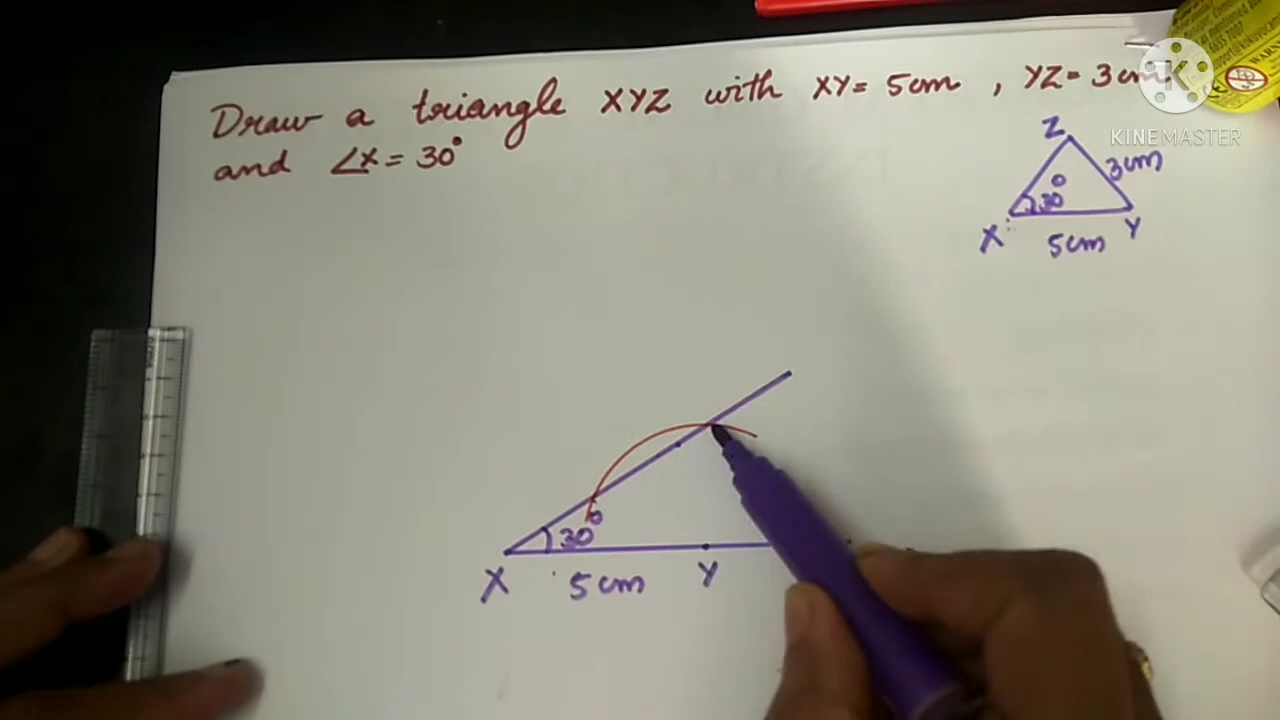 Draw a triangle XYZ with XY = 5cm , YZ = 3cm
and ∠X = 30°
KINEMASTER
Z
3cm
30°
X
5cm
Y
30°
X
5cm
Y